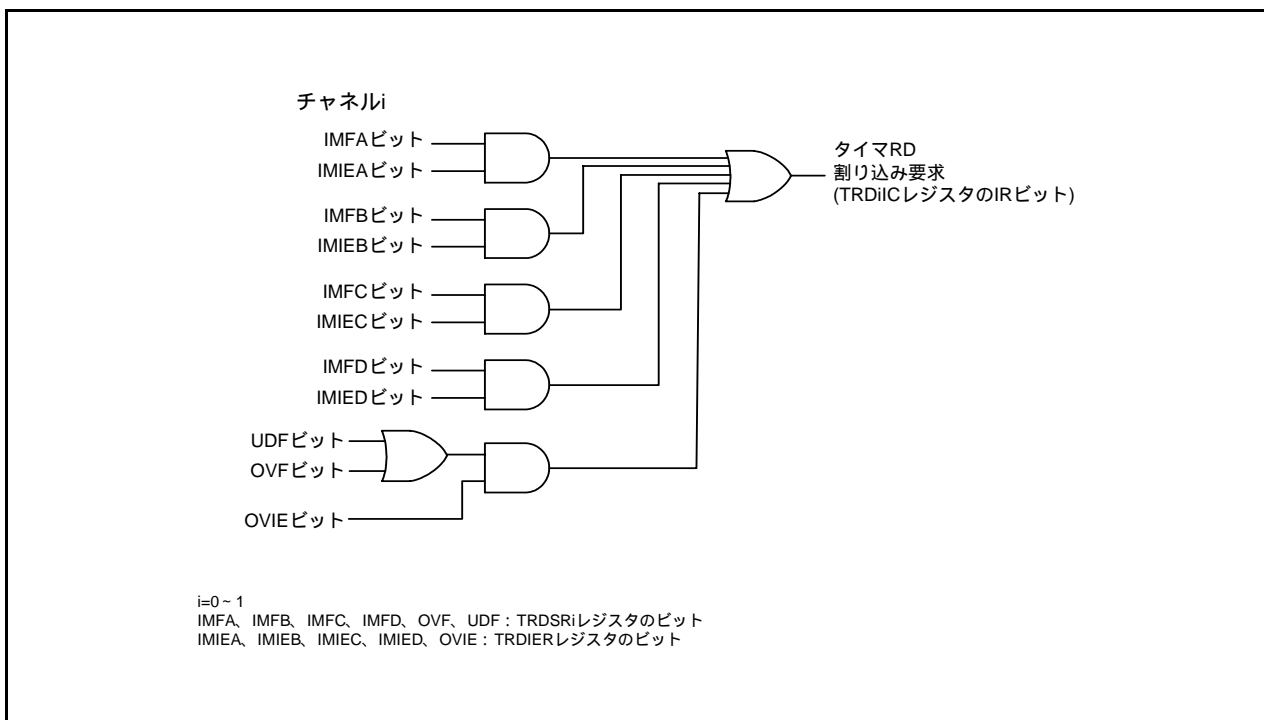 チャネルi
IMFAビット
IMIEAビット
IMFBビット
IMIEBビット
IMFCビット
IMIECビット
IMFDビット
IMIEDビット
UDFビット
OVFビット
OVIEビット
タイマRD
割り込み要求
(TRDiICレジスタのIRビット)
i=0~1
IMFA、IMFB、IMFC、IMFD、OVF、UDF:TRDSRiレジスタのビット
IMIEA、IMIEB、IMIEC、IMIED、OVIE:TRDIERレジスタのビット